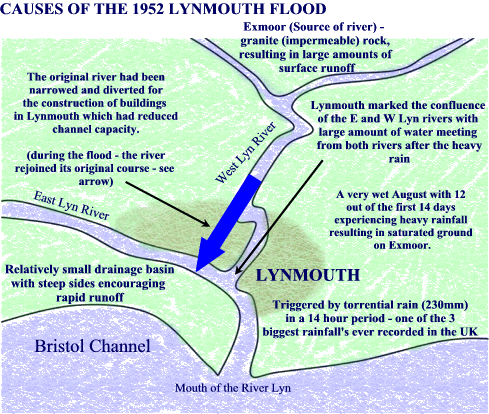 CAUSES OF THE 1952 LYNMOUTH FLOOD
Exmoor (Source of river) -
granite (impermeable) rock,
resulting in large amounts of
surface runoff
The original river had been
narrowed and diverted for
the construction of buildings
in Lynmouth which had reduced
channel capacity.
(during the flood - the river
rejoined its original course - see
arrow)
Lynmouth marked the confluence
of the E and W Lyn rivers with
large amount of water meeting
from both rivers after the heavy
rain
West Lyn River
East Lyn River
A very wet August with 12
out of the first 14 days
experiencing heavy rainfall
resulting in saturated ground
on Exmoor.
Relatively small drainage basin
with steep sides encouraging
rapid runoff
LYNMOUTH
Triggered by torrential rain (230mm)
in a 14 hour period - one of the 3
biggest rainfall's ever recorded in the UK
Bristol Channel
Mouth of the River Lyn